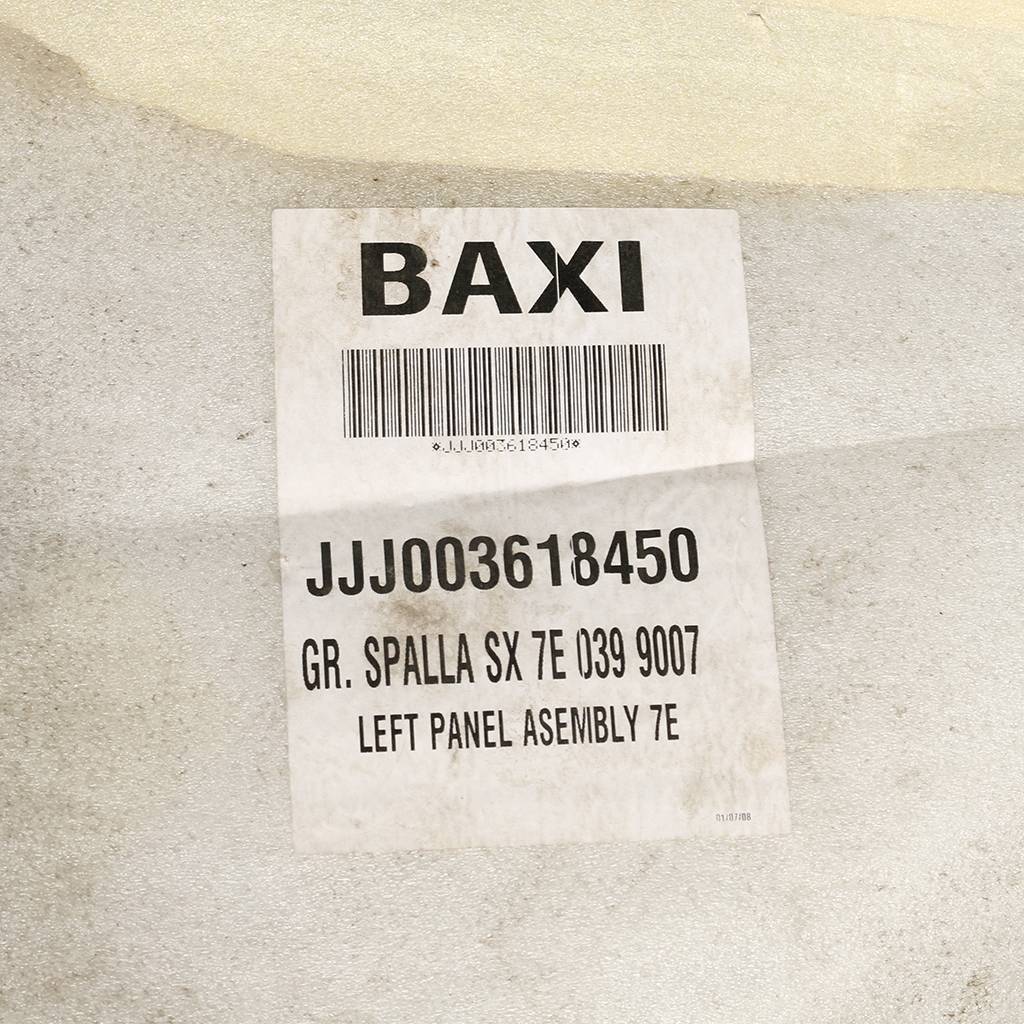 BAXI
*JJJ003618450*
JJJ003618450
GR. SPALLA SX 7E 039 9007
LEFT PANEL ASEMBLY 7E
01/07/08